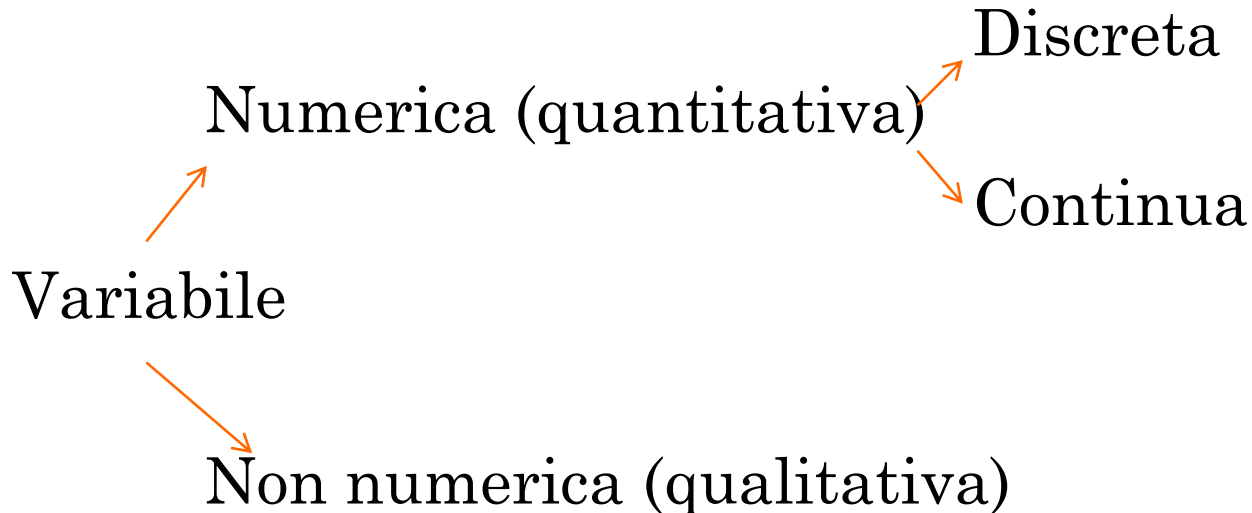 Discreta
Numerica (quantitativa)
Continua
Variabile
Non numerica (qualitativa)